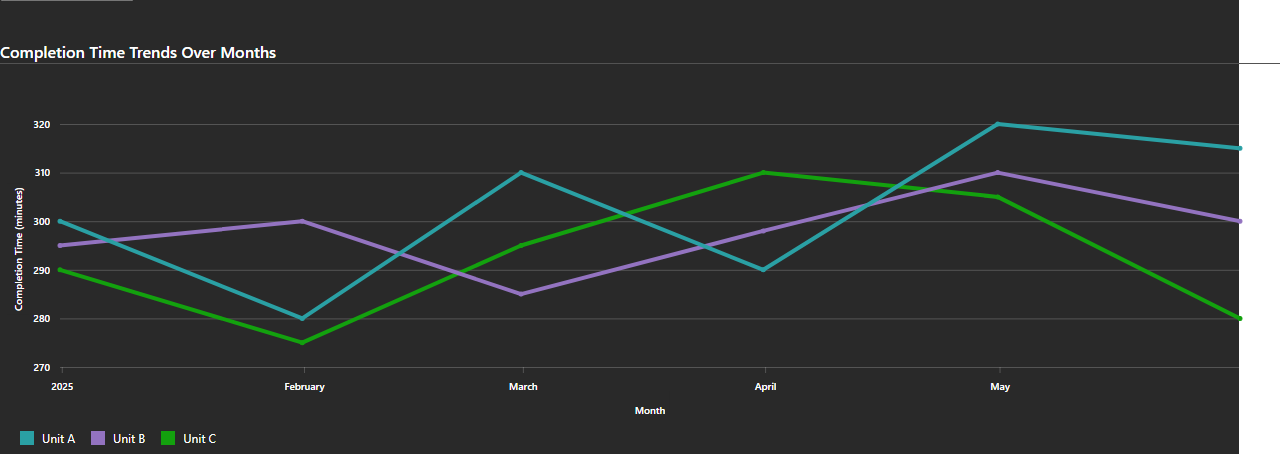 Completion Time Trends Over Months
320
310
300
290
280
270
Completion Time (minutes)
2025 February March April May
Month
Unit A Unit B Unit C